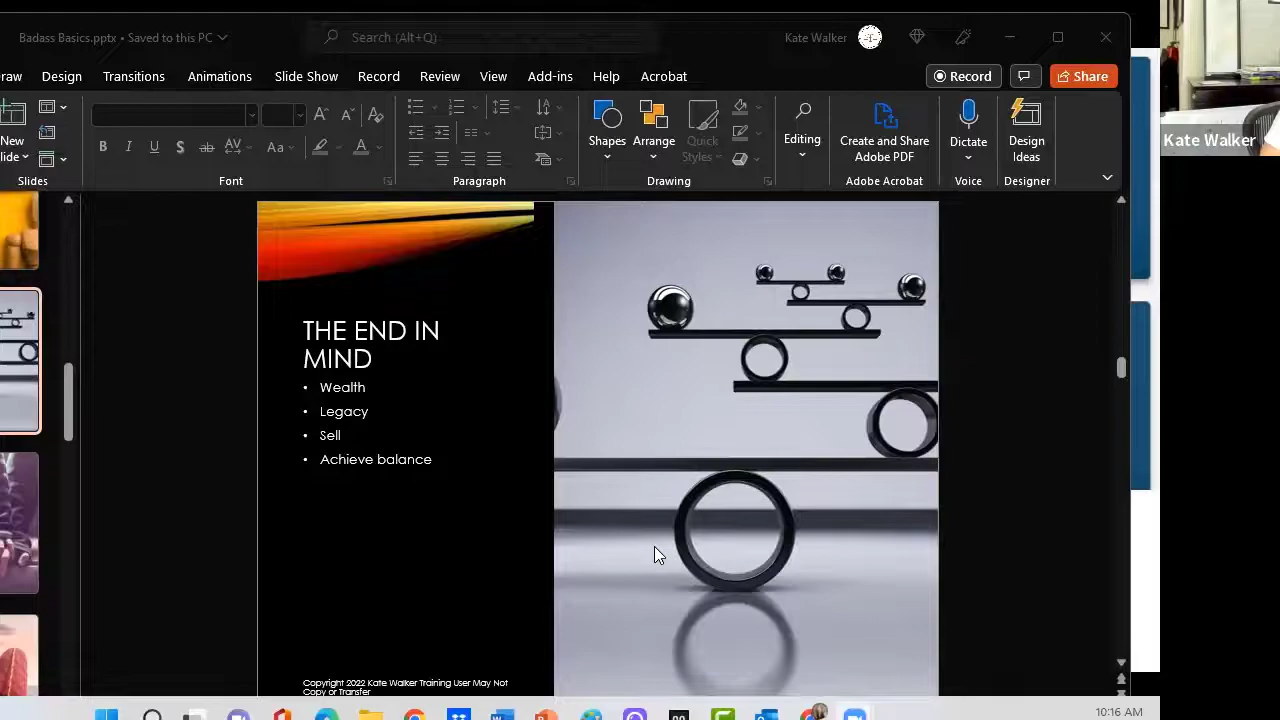 Badass Basics.pptx • Saved to this PC
Search (Alt+Q)
Kate Walker
raw Design Transitions Animations Slide Show Record Review View Add-ins Help Acrobat
Record
Share
New
Slide
Slides
B I U S ab AV Aa A
Font
Paragraph
Shapes
Arrange
Quick
Styles
Drawing
Editing
Create and Share
Adobe PDF
Adobe Acrobat
Dictate
Voice
Design
Ideas
Designer
Kate Walker
THE END IN
MIND
• Wealth
• Legacy
• Sell
• Achieve balance
Copyright 2022 Kate Walker Training User May Not
Copy or Transfer
10:16 AM